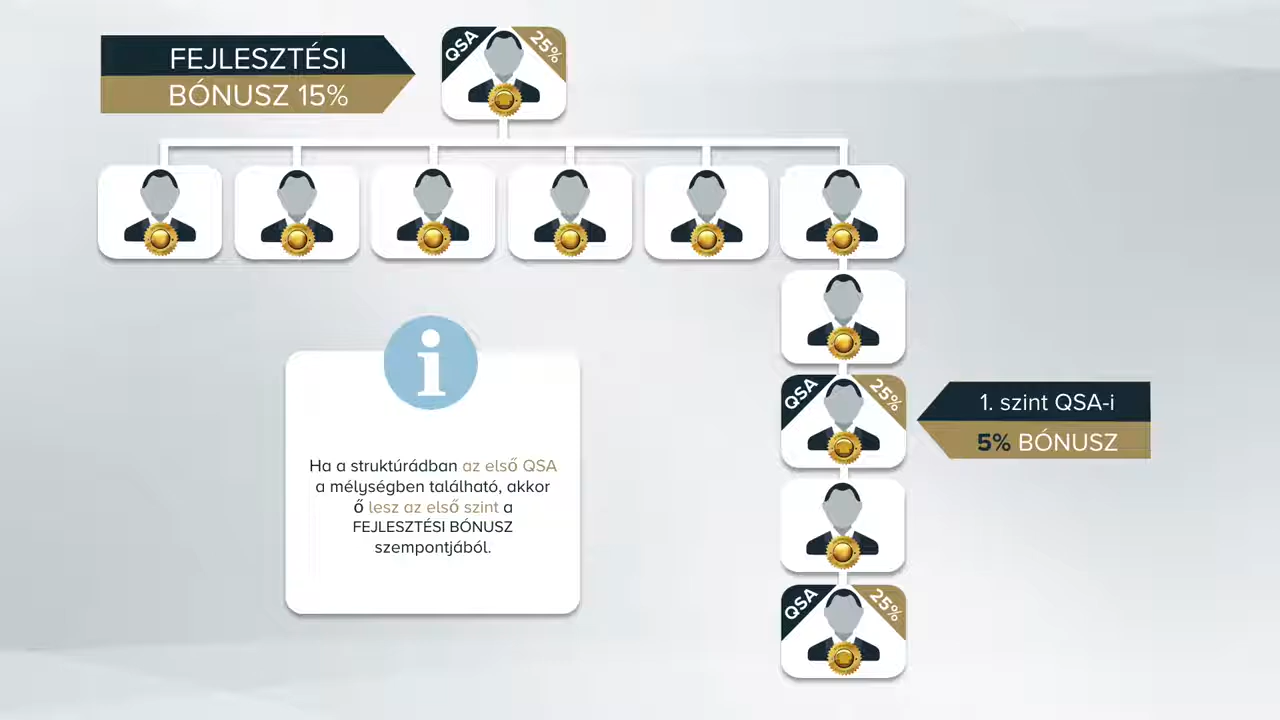 FEJLESZTÉSI
BÓNUSZ 15%
QSA 25%
QSA 25%
1. szint QSA-i
5% BÓNUSZ
Ha a struktúrádban az első QSA
a mélységben található, akkor
ő lesz az első szint a
FEJLESZTÉSI BÓNUSZ
szempontjából.
QSA 25%